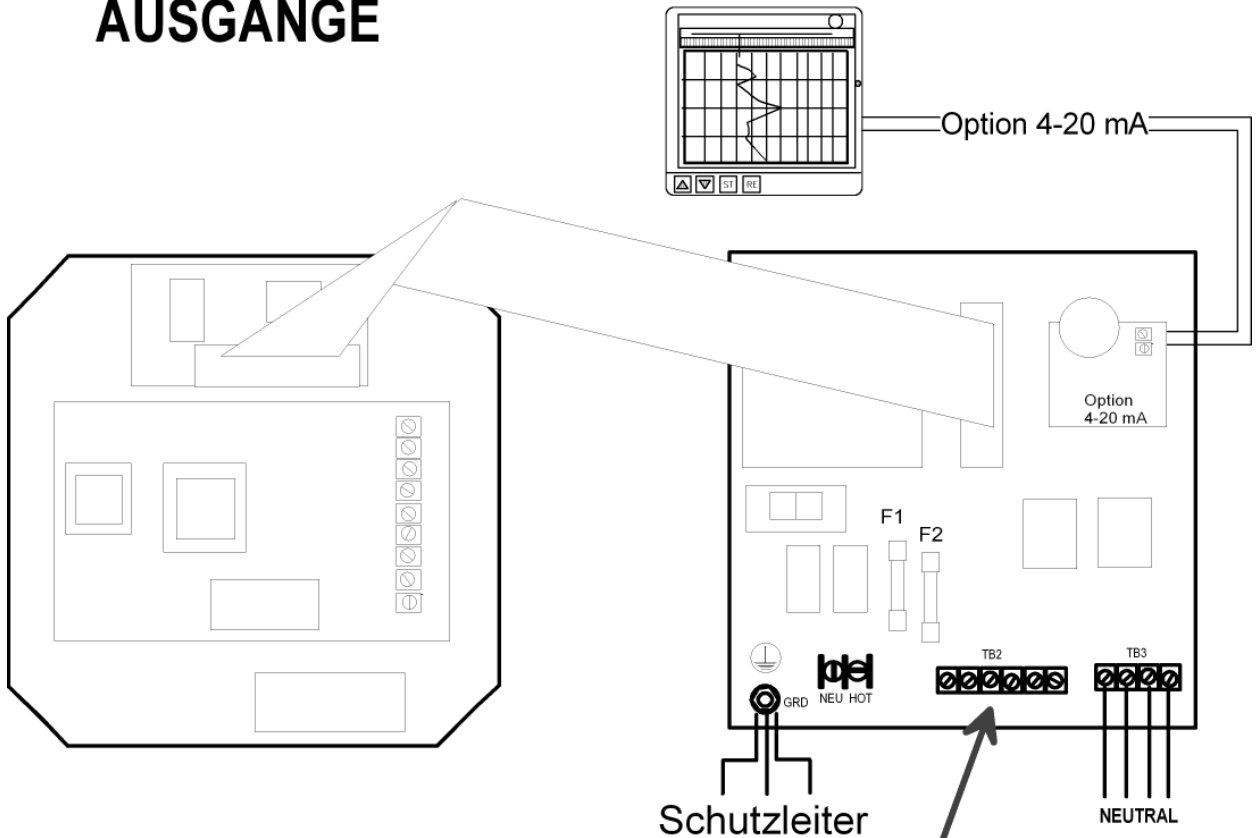 AUSGÄNGE
ST RE
Option 4-20 mA
Option
4-20 mA
F1
F2
TB2
TB3
GRD
NEU HOT
Schutzleiter
NEUTRAL